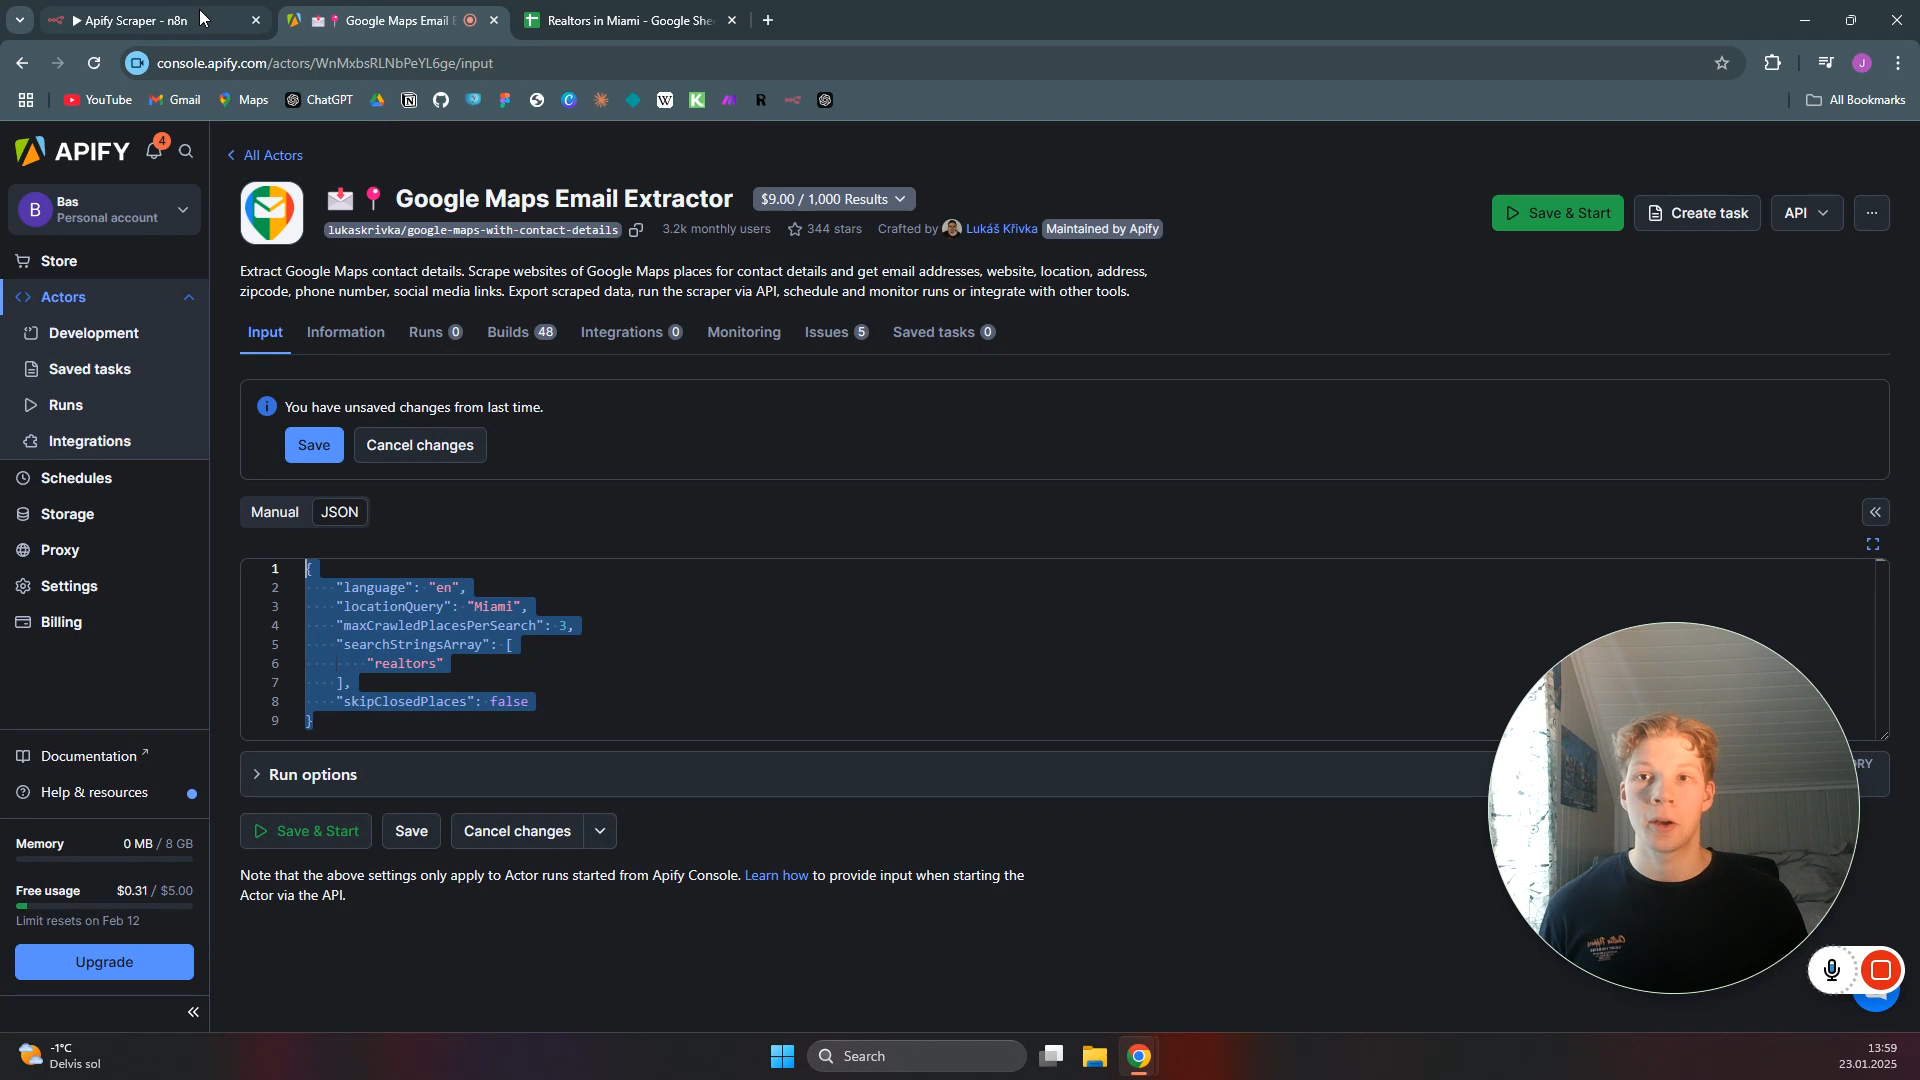 ▶ Apify Scraper - n8n
Google Maps Email E
Realtors in Miami - Google She
console.apify.com/actors/WnMxbsRLNbPeYL6ge/input
J
YouTube
Gmail
Maps
ChatGPT
All Bookmarks
APIFY
4
B
Bas
Personal account
Store
Actors
Development
Saved tasks
Runs
Integrations
Schedules
Storage
Proxy
Settings
Billing
Documentation
Help & resources
Memory 0 MB / 8 GB
Free usage $0.31 / $5.00
Limit resets on Feb 12
Upgrade
All Actors
Google Maps Email Extractor
$9.00 / 1,000 Results
lukaskrivka/google-maps-with-contact-details
3.2k monthly users
344 stars
Crafted by Lukáš Křivka
Maintained by Apify
Save & Start
Create task
API
Extract Google Maps contact details. Scrape websites of Google Maps places for contact details and get email addresses, website, location, address,
zipcode, phone number, social media links. Export scraped data, run the scraper via API, schedule and monitor runs or integrate with other tools.
Input Information Runs 0 Builds 48 Integrations 0 Monitoring Issues 5 Saved tasks 0
You have unsaved changes from last time.
Save Cancel changes
Manual JSON
1 {
2 "language": "en",
3 "locationQuery": "Miami",
4 "maxCrawledPlacesPerSearch": 3,
5 "searchStringsArray": [
6 "realtors"
7 ],
8 "skipClosedPlaces": false
9 }
Run options
RY
Save & Start Save Cancel changes
Note that the above settings only apply to Actor runs started from Apify Console. Learn how to provide input when starting the
Actor via the API.
-1°C
Delvis sol
Search
13:59
23.01.2025